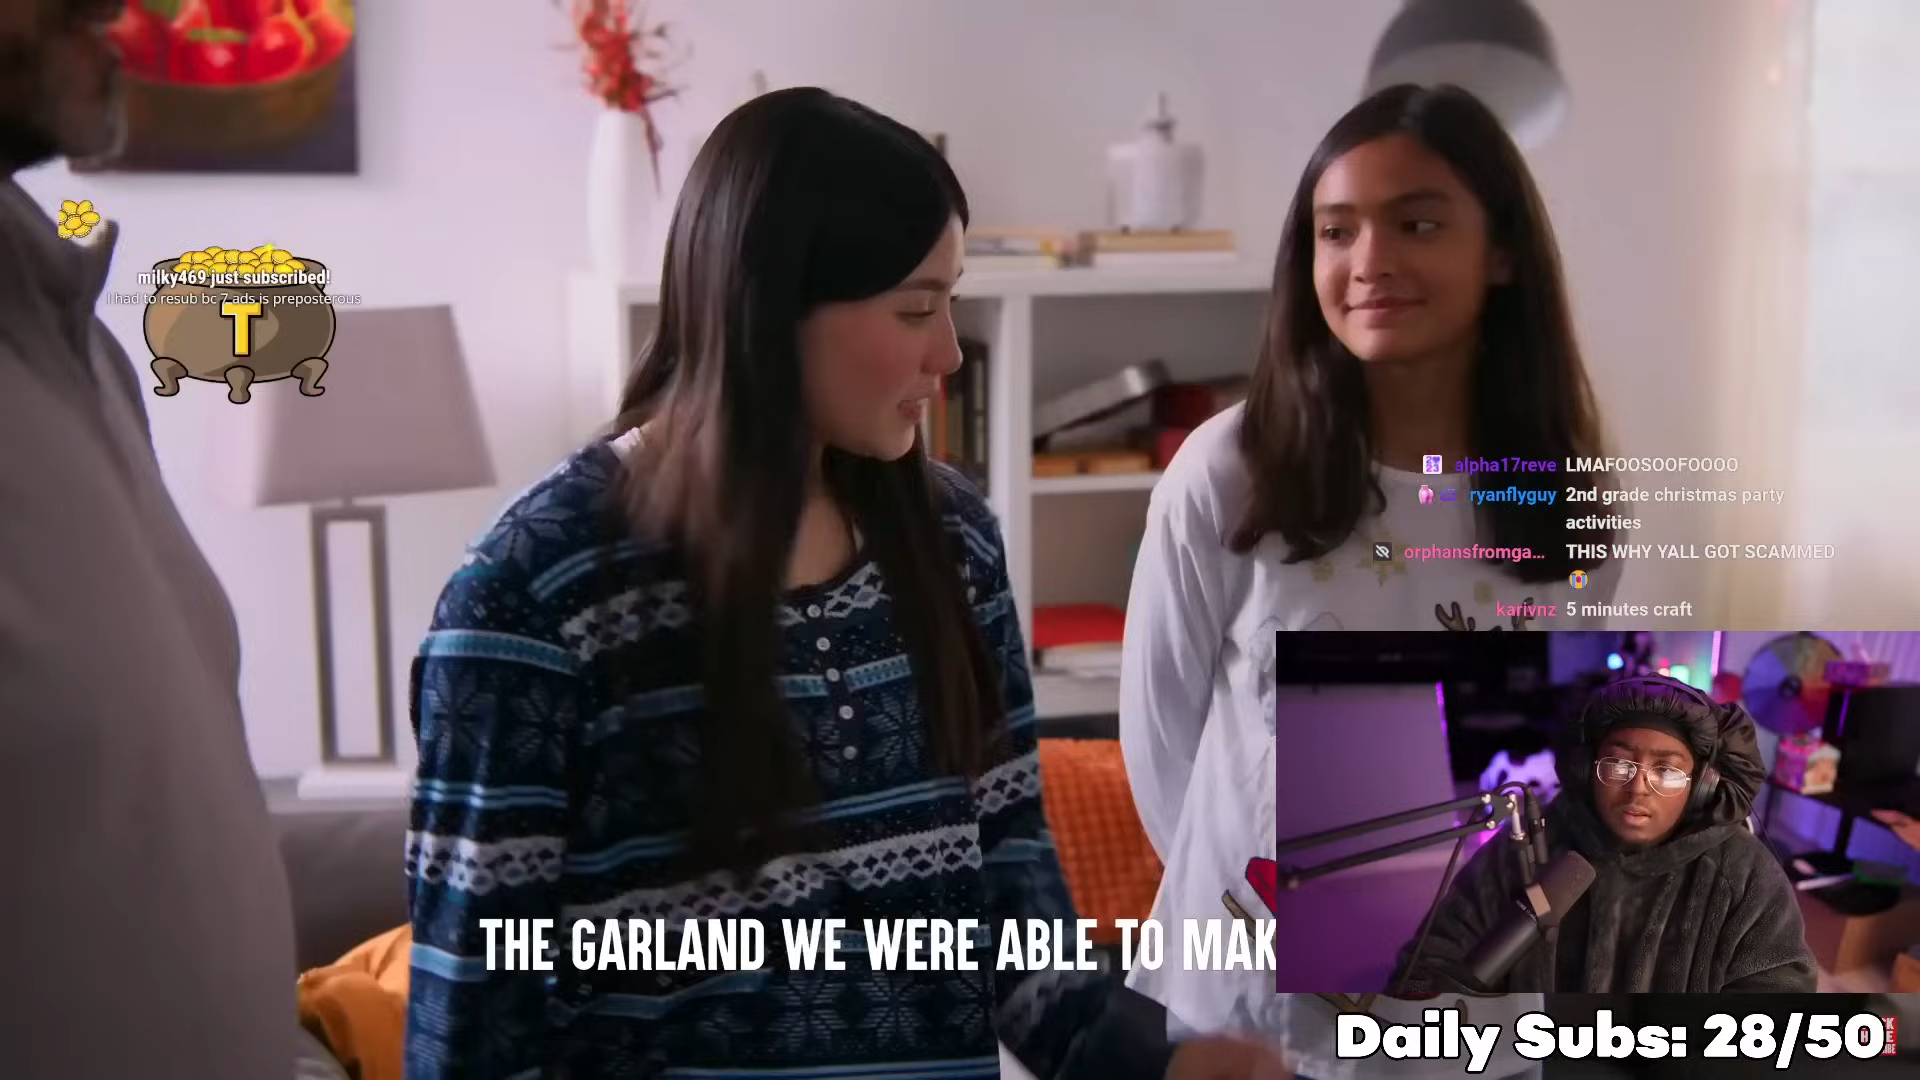 milky469 just subscribed!
I had to resub bc 7 ads is preposterous
T
alpha17reve LMAFOOSOOFOOOO
ryanflyguy 2nd grade christmas party
activities
orphansfromga... THIS WHY YALL GOT SCAMMED
😭
karivnz 5 minutes craft
THE GARLAND WE WERE ABLE TO MAK
Daily Subs: 28/50